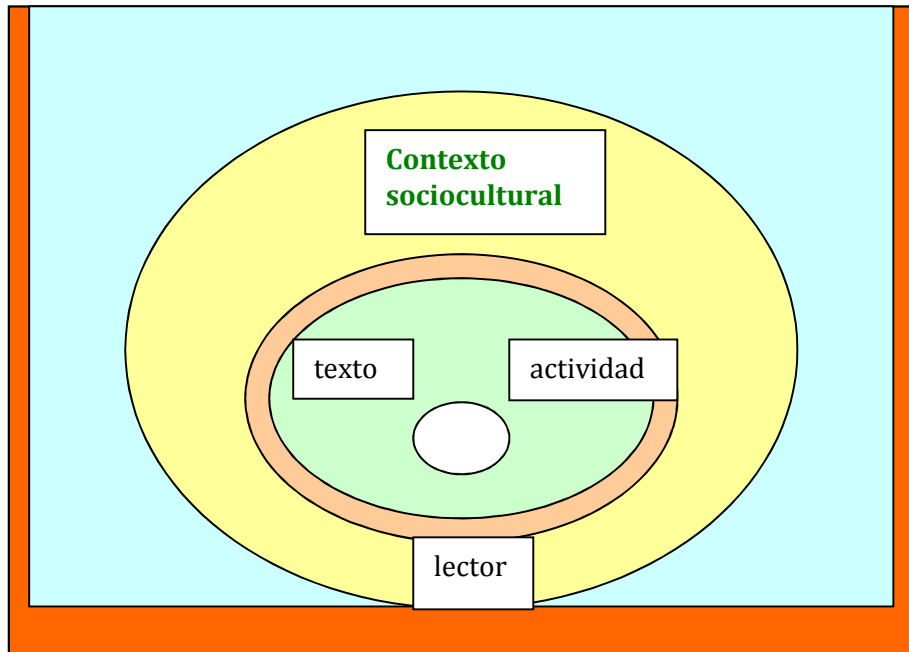 Contexto
sociocultural
texto
actividad
lector